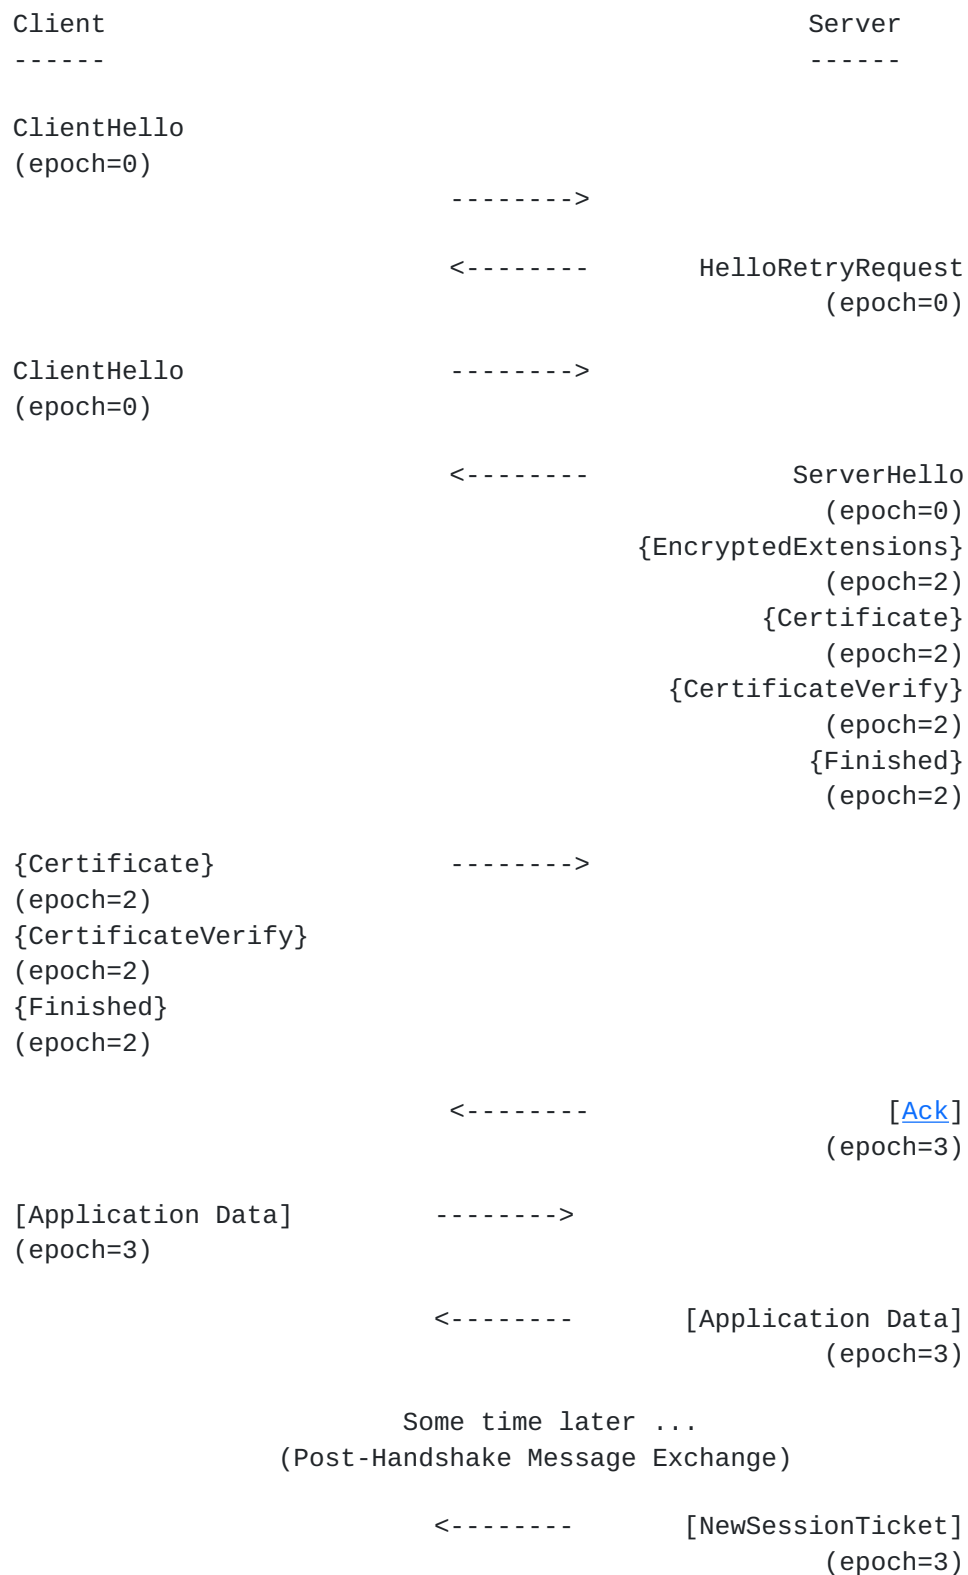 Client                                             Server
------                                             ------

ClientHello
(epoch=0)
                            -------->

                            <--------       HelloRetryRequest
                                                    (epoch=0)

ClientHello                 -------->
(epoch=0)

                            <--------             ServerHello
                                                    (epoch=0)
                                        {EncryptedExtensions}
                                                    (epoch=2)
                                                {Certificate}
                                                    (epoch=2)
                                          {CertificateVerify}
                                                    (epoch=2)
                                                   {Finished}
                                                    (epoch=2)

{Certificate}               -------->
(epoch=2)
{CertificateVerify}
(epoch=2)
{Finished}
(epoch=2)

                            <--------                   [Ack]
                                                    (epoch=3)

[Application Data]         -------->
(epoch=3)

                           <--------       [Application Data]
                                                    (epoch=3)

                         Some time later ...
                 (Post-Handshake Message Exchange)

                           <--------       [NewSessionTicket]
                                                    (epoch=3)